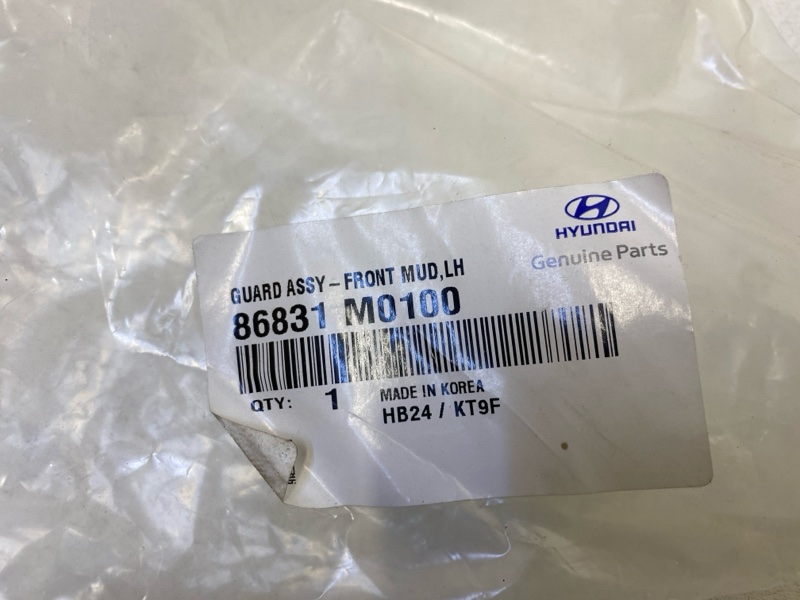 HYUNDAI
Genuine Parts
GUARD ASSY-FRONT MUD,LH
86831 M0100
QTY: 1 MADE IN KOREA
HB24 / KT9F